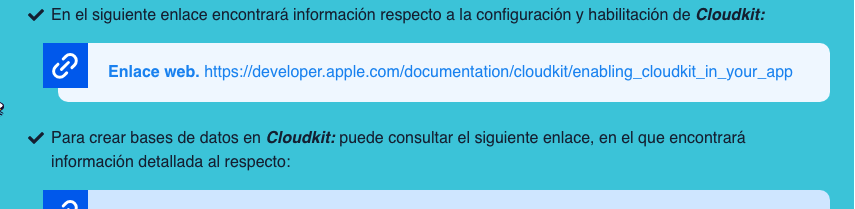 En el siguiente enlace encontrará información respecto a la configuración y habilitación de Cloudkit:
Enlace web. https://developer.apple.com/documentation/cloudkit/enabling_cloudkit_in_your_app
Para crear bases de datos en Cloudkit: puede consultar el siguiente enlace, en el que encontrará
información detallada al respecto: